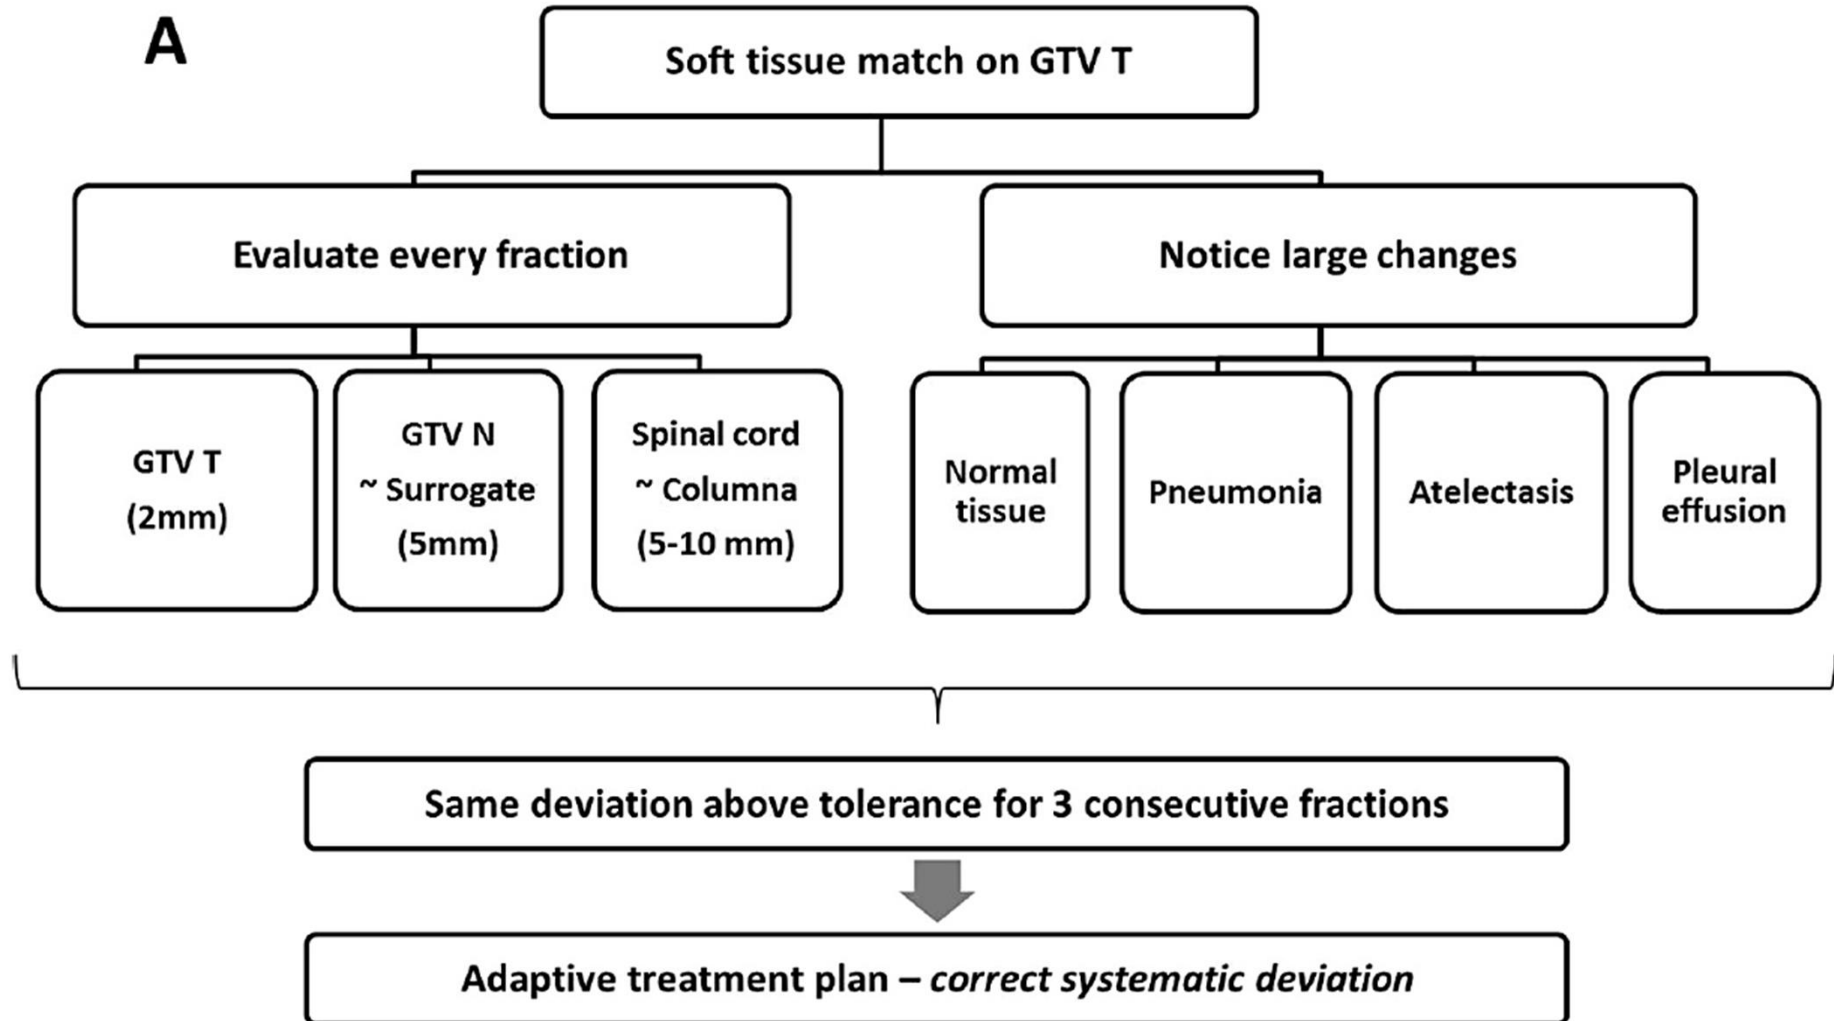 A
Soft tissue match on GTV T
Evaluate every fraction
Notice large changes
GTV T
(2mm)
GTV N
~ Surrogate
(5mm)
Spinal cord
~ Columna
(5-10 mm)
Normal
tissue
Pneumonia
Atelectasis
Pleural
effusion
Same deviation above tolerance for 3 consecutive fractions
Adaptive treatment plan – correct systematic deviation